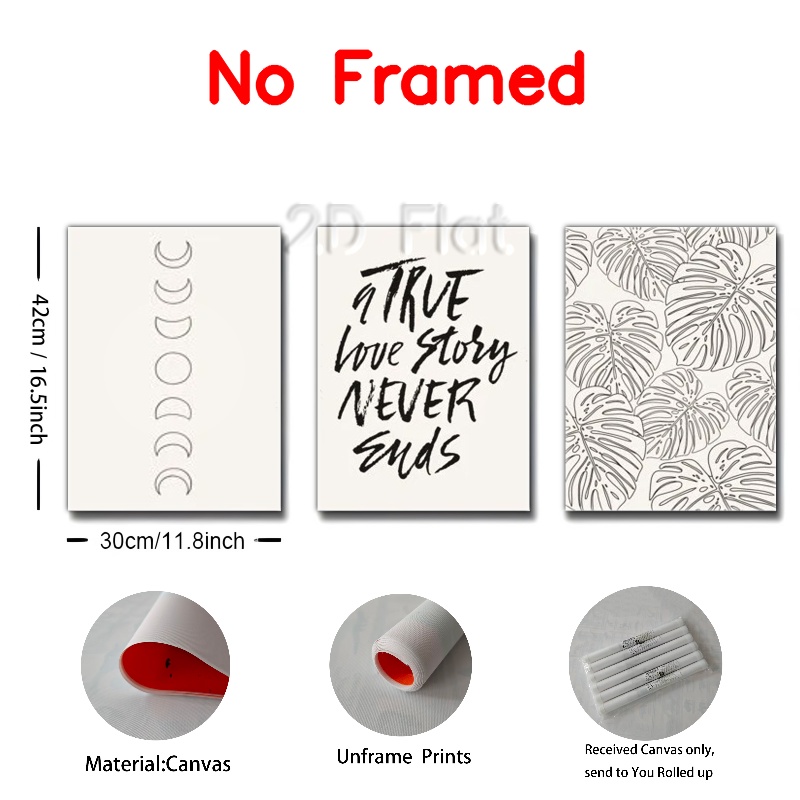 No Framed
2D Flat
42cm / 16.5inch
a TRUE
love story
NEVER
Ends
30cm/11.8inch
Material:Canvas
Unframe Prints
Received Canvas only,
send to You Rolled up